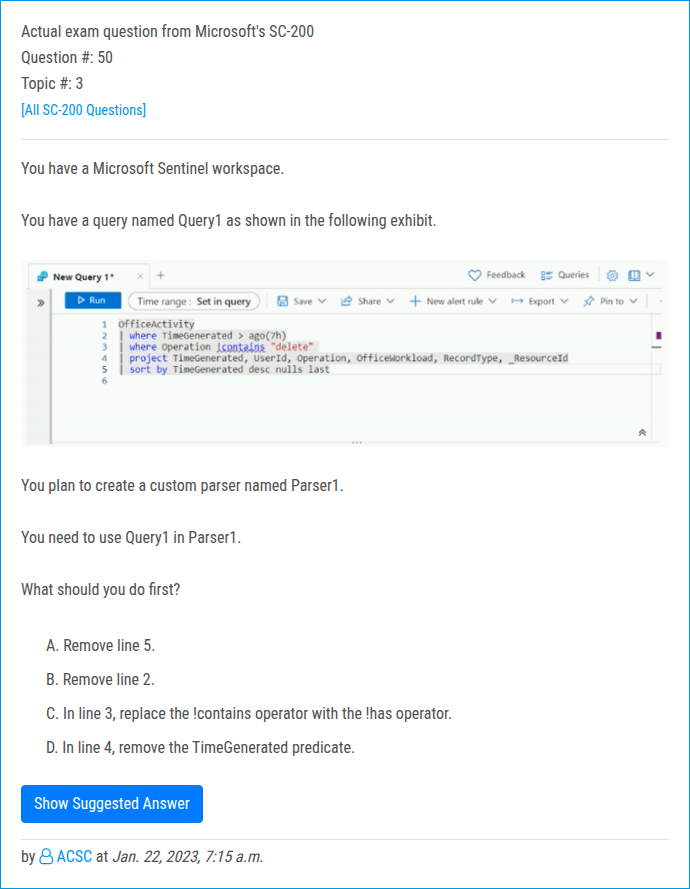 Actual exam question from Microsoft's SC-200
Question #: 50
Topic #: 3
[All SC-200 Questions]
You have a Microsoft Sentinel workspace.
You have a query named Query1 as shown in the following exhibit.
New Query 1*
Feedback
Queries
Run
Time range : Set in query
Save
Share
New alert rule
Export
Pin to
1 OfficeActivity
2 | where TimeGenerated > ago(7h)
3 | where Operation !contains "delete"
4 | project TimeGenerated, UserId, Operation, OfficeWorkload, RecordType, _ResourceId
5 | sort by TimeGenerated desc nulls last
6
You plan to create a custom parser named Parser1.
You need to use Query1 in Parser1.
What should you do first?
A. Remove line 5.
B. Remove line 2.
C. In line 3, replace the !contains operator with the !has operator.
D. In line 4, remove the TimeGenerated predicate.
Show Suggested Answer
by ACSC at Jan. 22, 2023, 7:15 a.m.